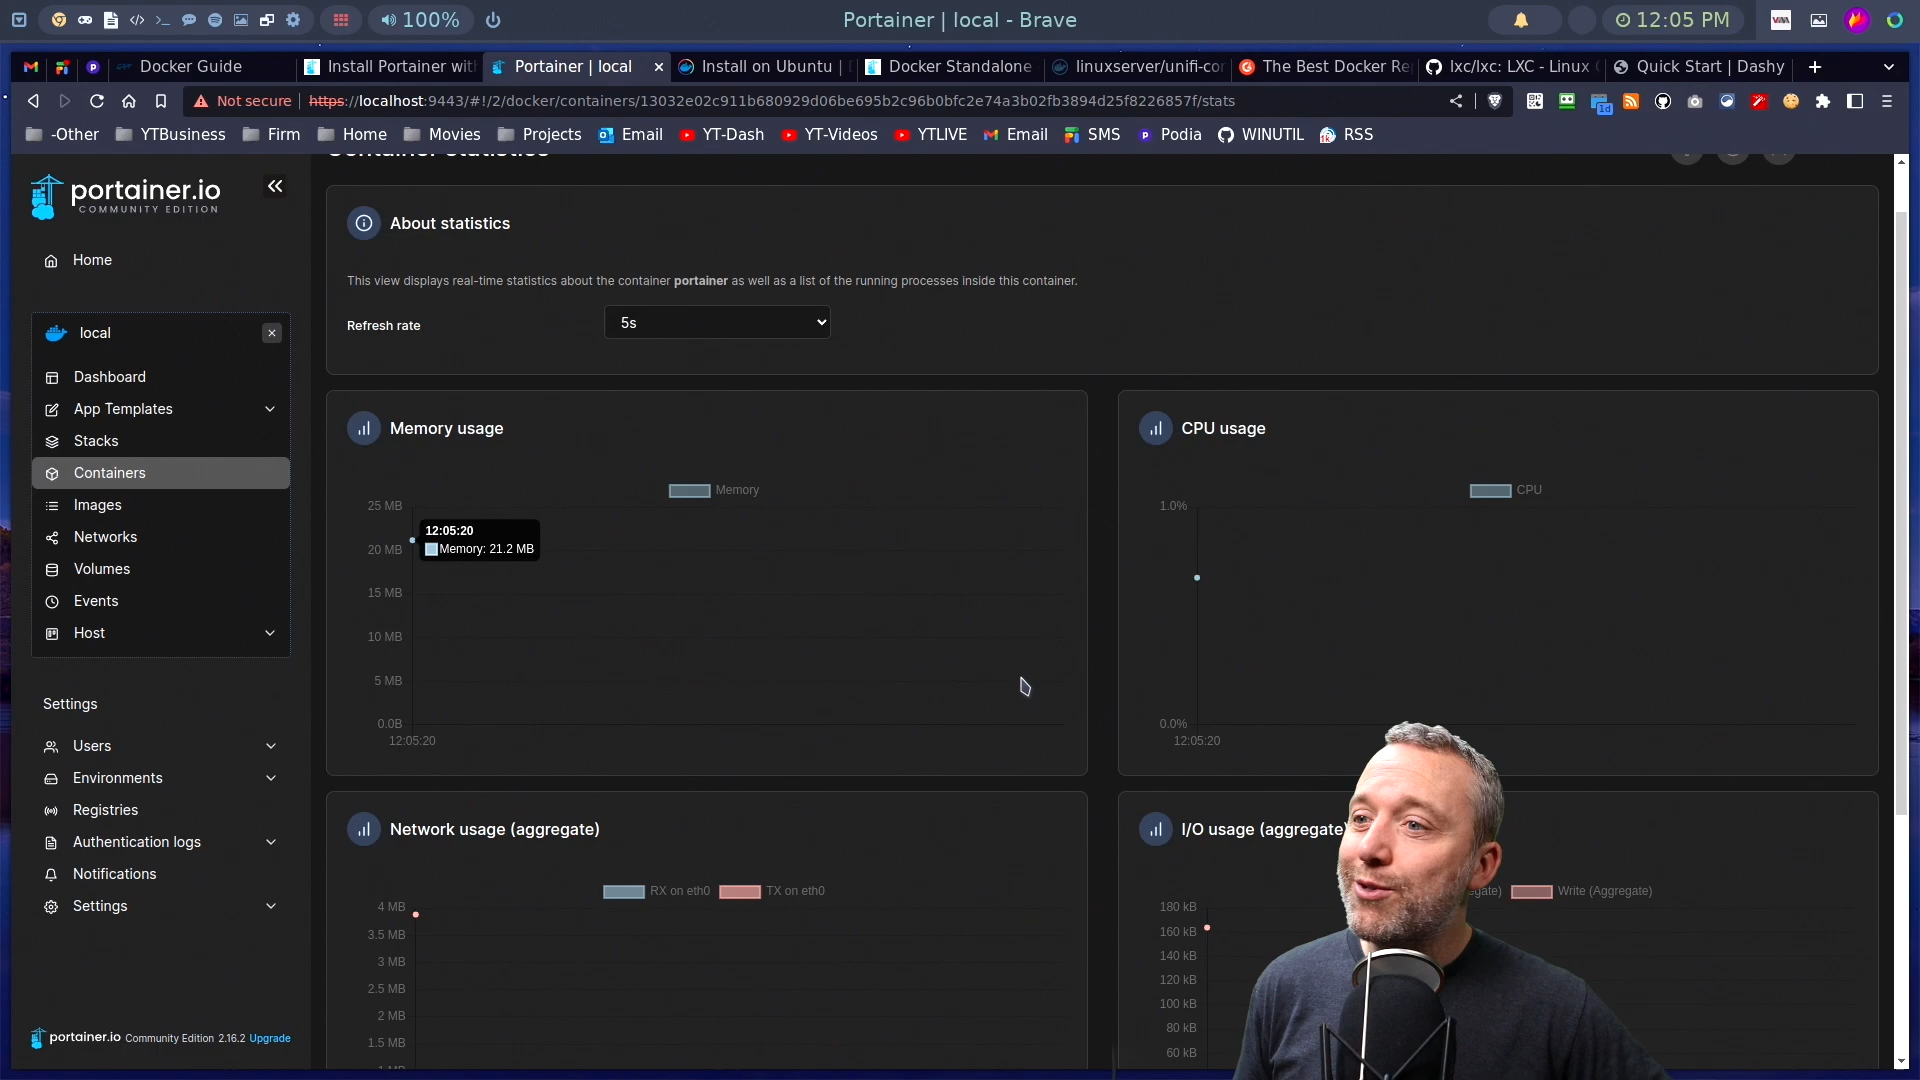 100%
Portainer | local - Brave
12:05 PM
Docker Guide
Install Portainer with
Portainer | local
Install on Ubuntu |
Docker Standalone
linuxserver/unifi-con
The Best Docker Re
lxc/lxc: LXC - Linux
Quick Start | Dashy
Not secure
https://localhost:9443/#!/2/docker/containers/13032e02c911b680929d06be695b2c96b0bfc2e74a3b02fb3894d25f8226857f/stats
1d
-Other
YTBusiness
Firm
Home
Movies
Projects
Email
YT-Dash
YT-Videos
YTLIVE
Email
SMS
Podia
WINUTIL
RSS
portainer.io
COMMUNITY EDITION
Home
local
Dashboard
App Templates
Stacks
Containers
Images
Networks
Volumes
Events
Host
Settings
Users
Environments
Registries
Authentication logs
Notifications
Settings
portainer.io Community Edition 2.16.2 Upgrade
Container statistics
About statistics
This view displays real-time statistics about the container portainer as well as a list of the running processes inside this container.
Refresh rate
5s
Memory usage
Memory
25 MB
20 MB
15 MB
10 MB
5 MB
0.0B
12:05:20
12:05:20
Memory: 21.2 MB
CPU usage
CPU
1.0%
0.0%
12:05:20
Network usage (aggregate)
RX on eth0
TX on eth0
4 MB
3.5 MB
3 MB
2.5 MB
2 MB
1.5 MB
I/O usage (aggregate)
Write (Aggregate)
180 kB
160 kB
140 kB
120 kB
100 kB
80 kB
60 kB